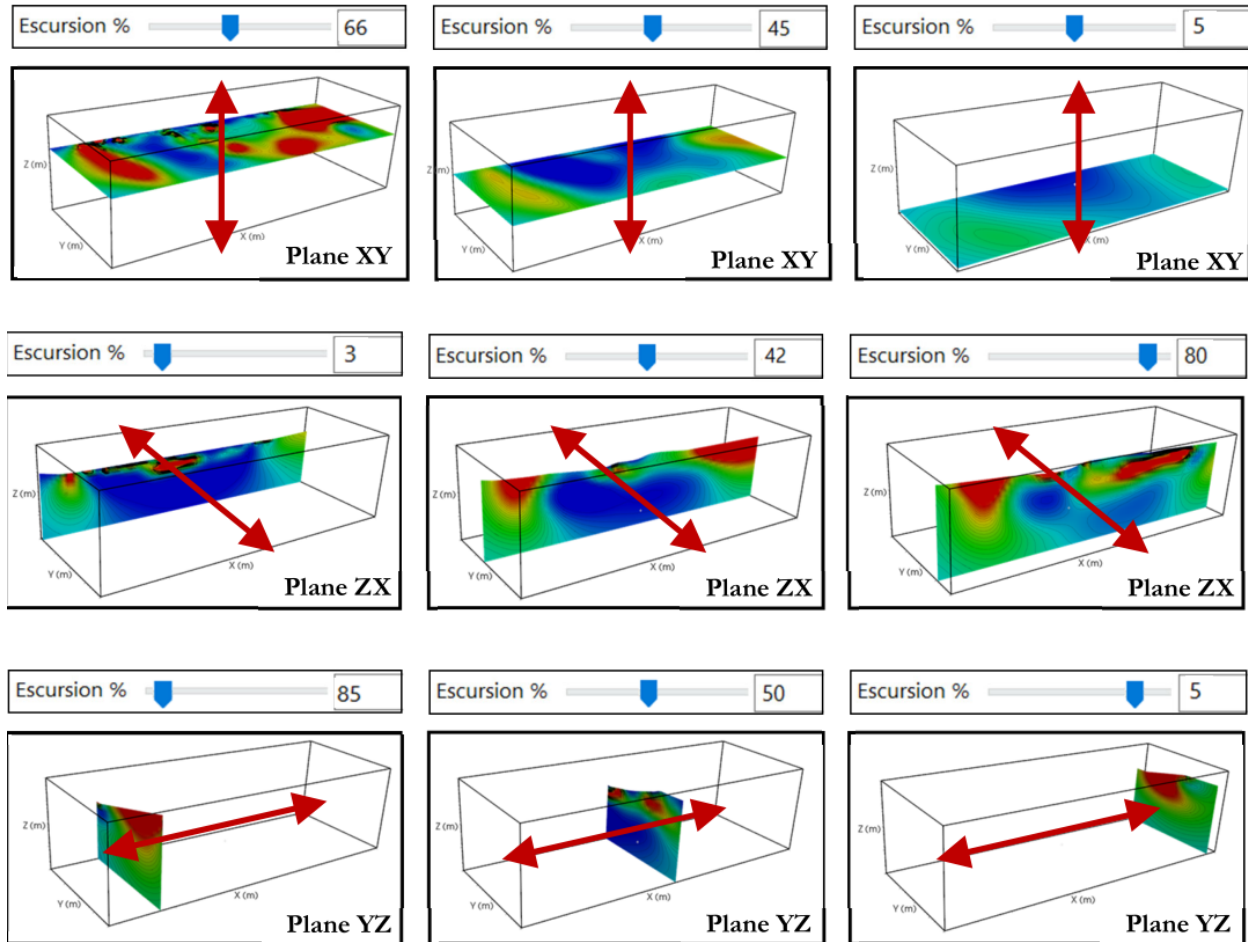 Escursion % 66
Escursion % 45
Escursion % 5
Z (m)
Y (m)
X (m)
Plane XY
Z (m)
Y (m)
X (m)
Plane XY
Z (m)
Y (m)
X (m)
Plane XY
Escursion % 3
Escursion % 42
Escursion % 80
Z (m)
Y (m)
X (m)
Plane ZX
Z (m)
Y (m)
X (m)
Plane ZX
Z (m)
Y (m)
X (m)
Plane ZX
Escursion % 85
Escursion % 50
Escursion % 5
Z (m)
Y (m)
X (m)
Plane YZ
Z (m)
Y (m)
X (m)
Plane YZ
Z (m)
Y (m)
X (m)
Plane YZ